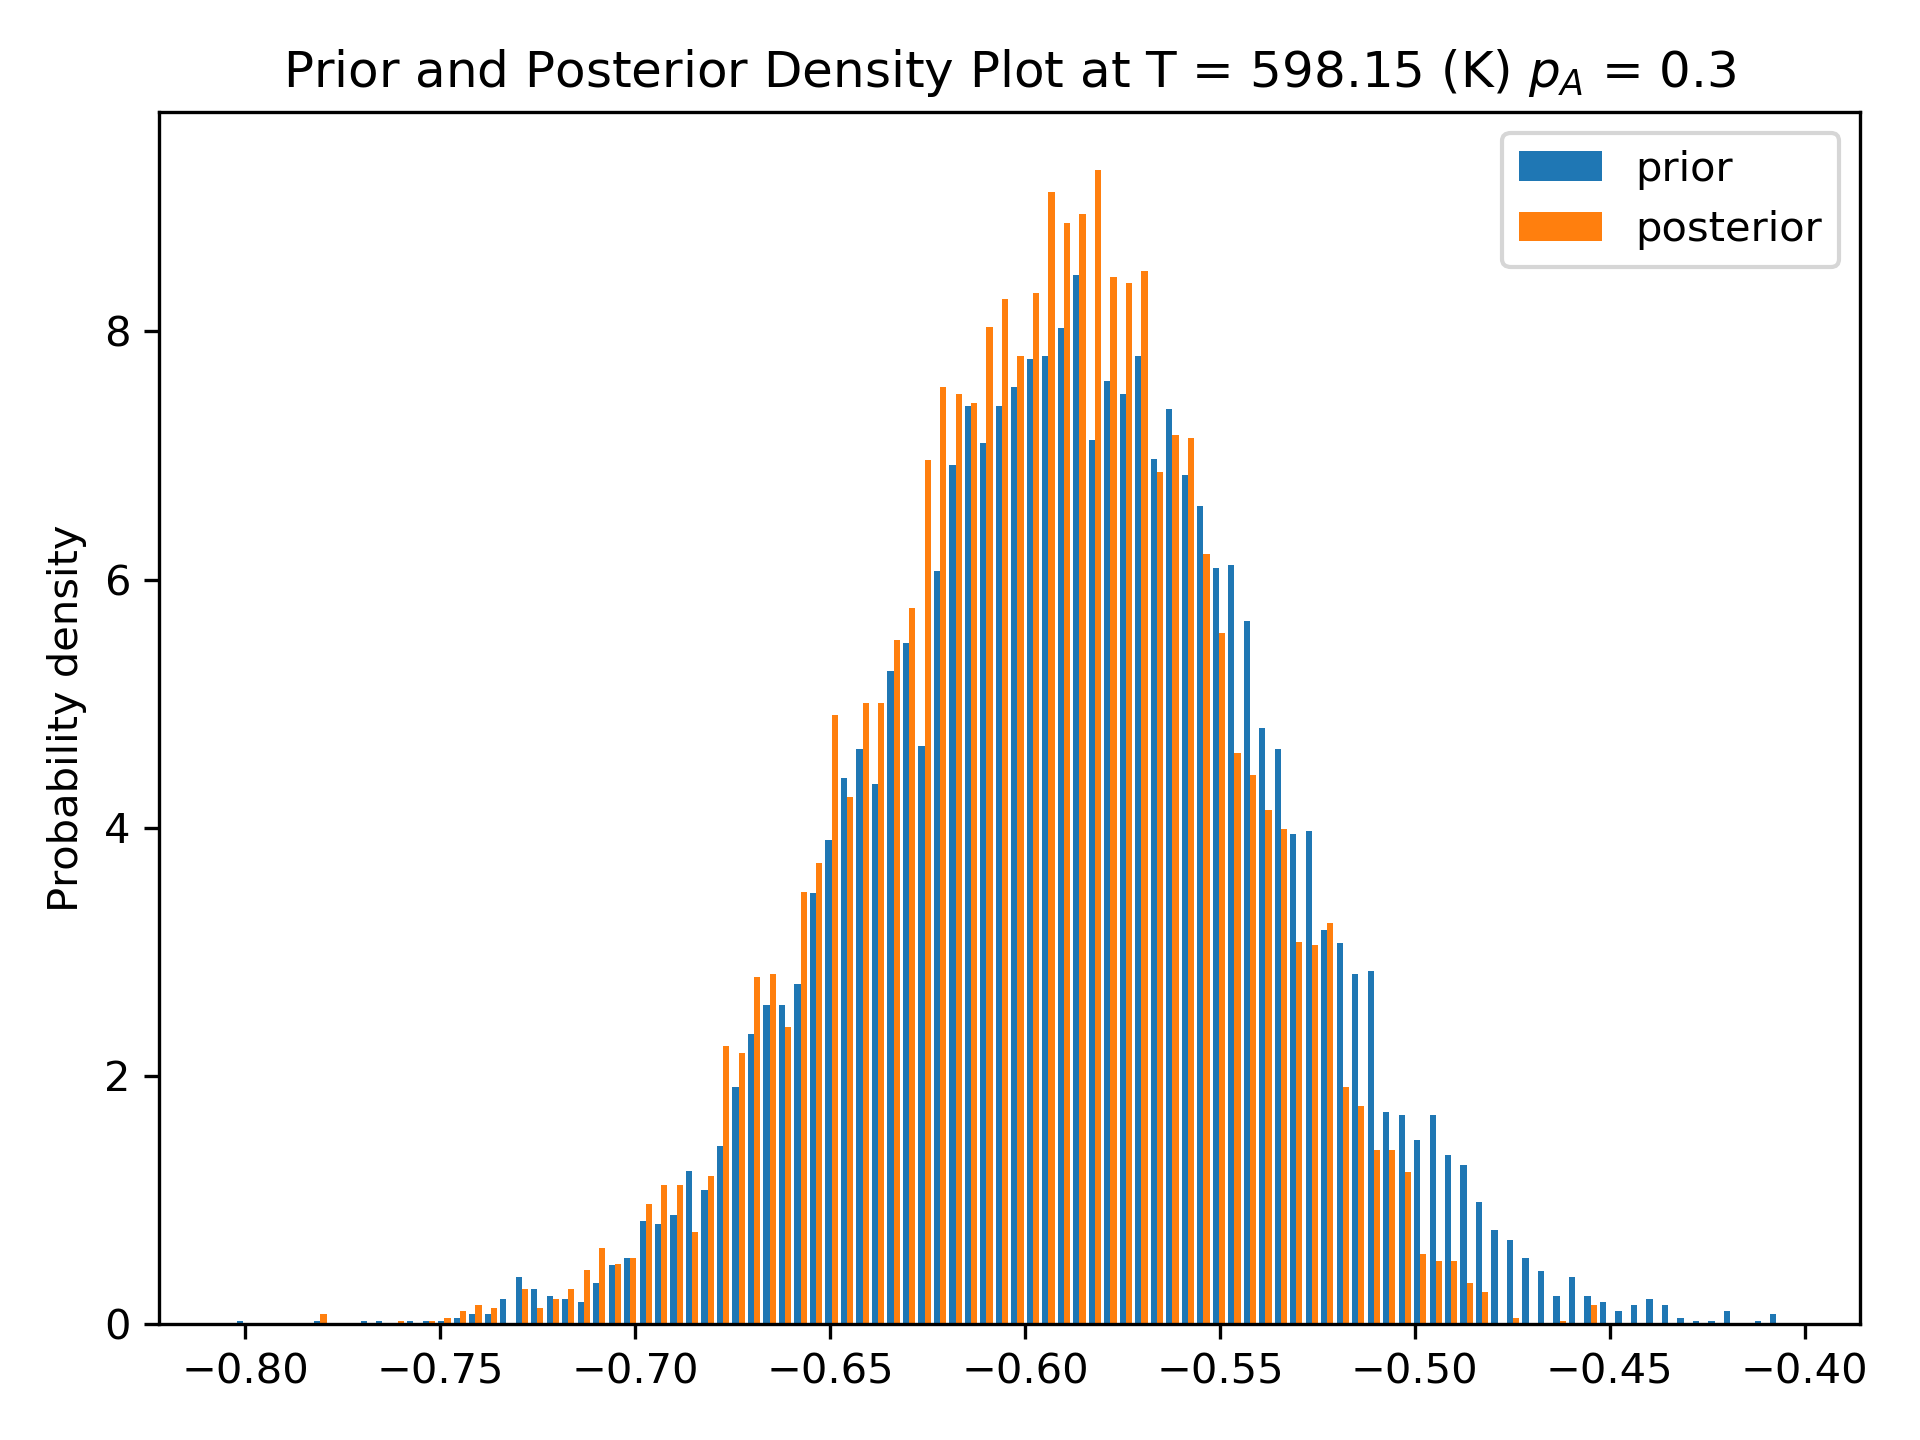 Prior and Posterior Density Plot at T = 598.15 (K) p_A = 0.3
prior
posterior
Probability density
8
6
4
2
0
−0.80 −0.75 −0.70 −0.65 −0.60 −0.55 −0.50 −0.45 −0.40